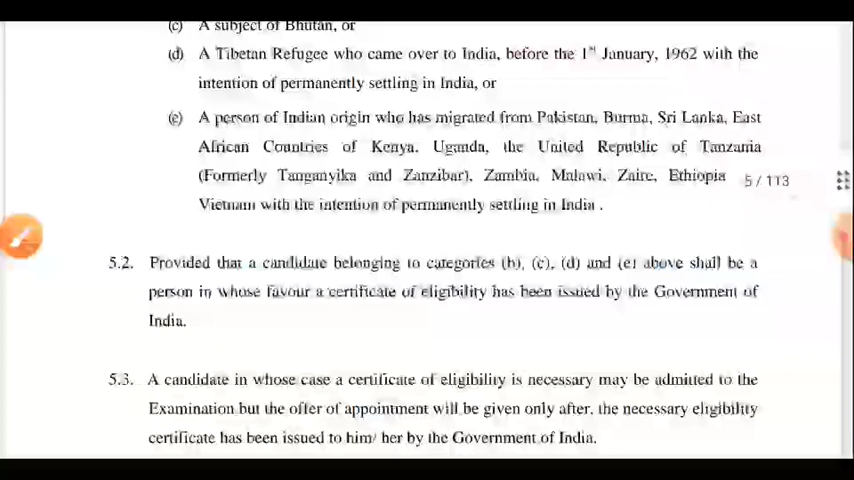 (c) A subject of Bhutan, or
(d) A Tibetan Refugee who came over to India, before the 1st January, 1962 with the
intention of permanently settling in India, or
(e) A person of Indian origin who has migrated from Pakistan, Burma, Sri Lanka, East
African Countries of Kenya, Uganda, the United Republic of Tanzania
(Formerly Tanganyika and Zanzibar), Zambia, Malawi, Zaire, Ethiopia
5 / 113
Vietnam with the intention of permanently settling in India .
5.2. Provided that a candidate belonging to categories (b), (c), (d) and (e) above shall be a
person in whose favour a certificate of eligibility has been issued by the Government of
India.
5.3. A candidate in whose case a certificate of eligibility is necessary may be admitted to the
Examination but the offer of appointment will be given only after, the necessary eligibility
certificate has been issued to him/ her by the Government of India.